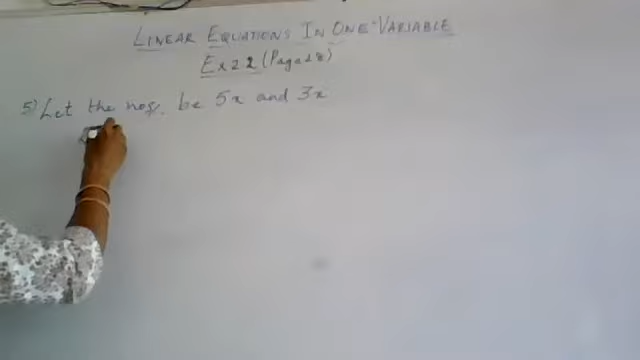 LINEAR EQUATIONS IN ONE-VARIABLE
Ex 2.2 (Page 28)
5) Let the nos. be 5x and 3x